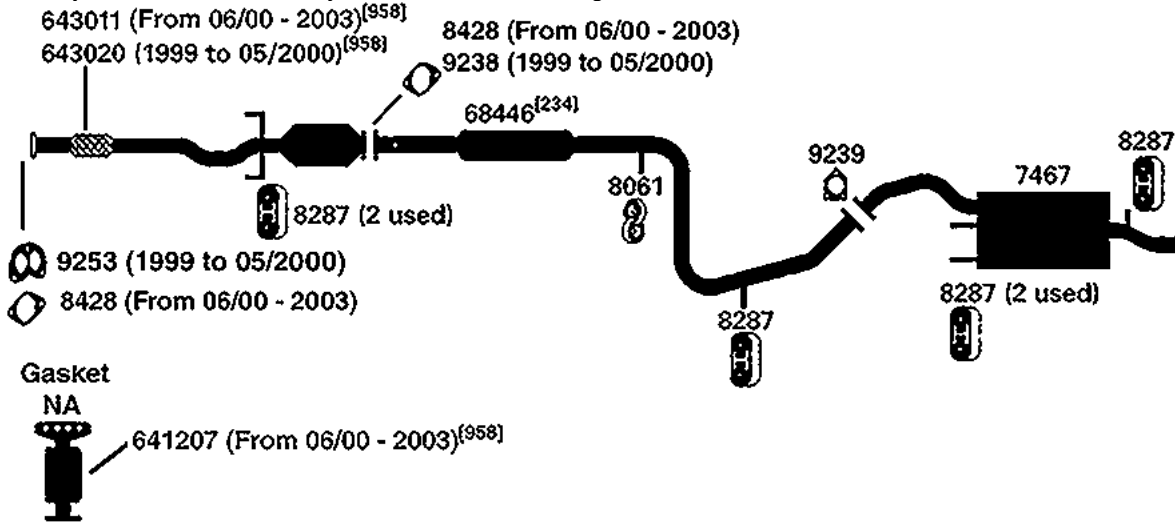 643011 (From 06/00 - 2003)[958]
643020 (1999 to 05/2000)[958]
8428 (From 06/00 - 2003)
9238 (1999 to 05/2000)
68446[234]
8061
9239
7467
8287
8287 (2 used)
9253 (1999 to 05/2000)
8428 (From 06/00 - 2003)
8287
8287 (2 used)
Gasket
NA
641207 (From 06/00 - 2003)[958]